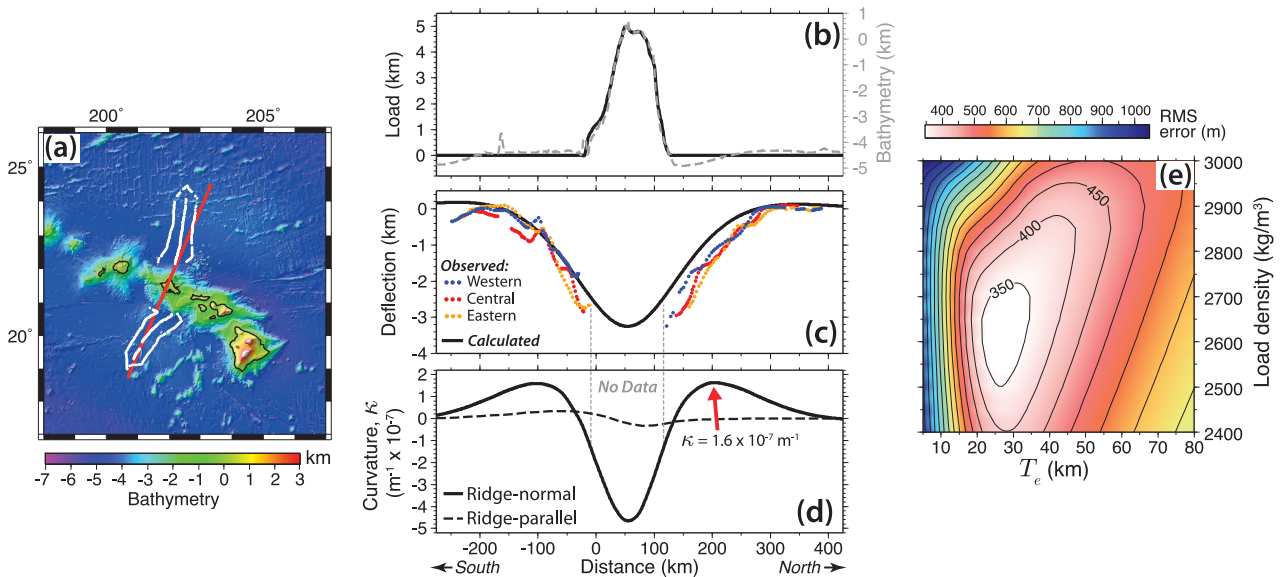 (a)
200°
205°
25°
20°
km
-7 -6 -5 -4 -3 -2 -1 0 1 2 3
Bathymetry
(b)
Load (km)
5
4
3
2
1
0
Bathymetry (km)
1
0
-1
-2
-3
-4
-5
(c)
Deflection (km)
0
-1
-2
-3
-4
Observed:
Western
Central
Eastern
Calculated
(d)
Curvature, κ
(m⁻¹ x 10⁻⁷)
2
1
0
-1
-2
-3
-4
-5
No Data
κ = 1.6 x 10⁻⁷ m⁻¹
Ridge-normal
Ridge-parallel
-200 -100 0 100 200 300 400
South
Distance (km)
North
400 500 600 700 800 900 1000
RMS
error (m)
(e)
450
400
350
Load density (kg/m³)
3000
2900
2800
2700
2600
2500
2400
10 20 30 40 50 60 70 80
Te (km)